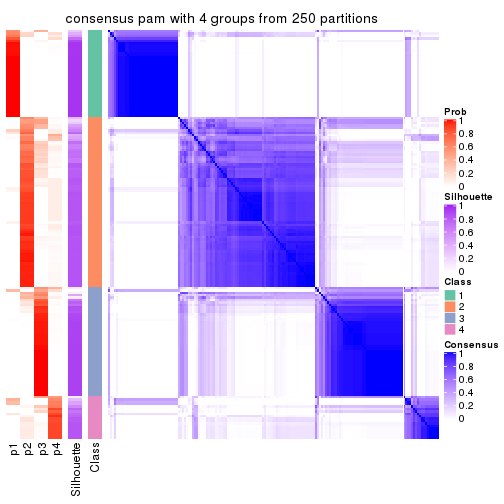 consensus pam with 4 groups from 250 partitions
Prob
1
0.8
0.6
0.4
0.2
0
Silhouette
1
0.8
0.6
0.4
0.2
0
Class
1
2
3
4
Consensus
1
0.8
0.6
0.4
0.2
0
p1
p2
p3
p4
Silhouette
Class